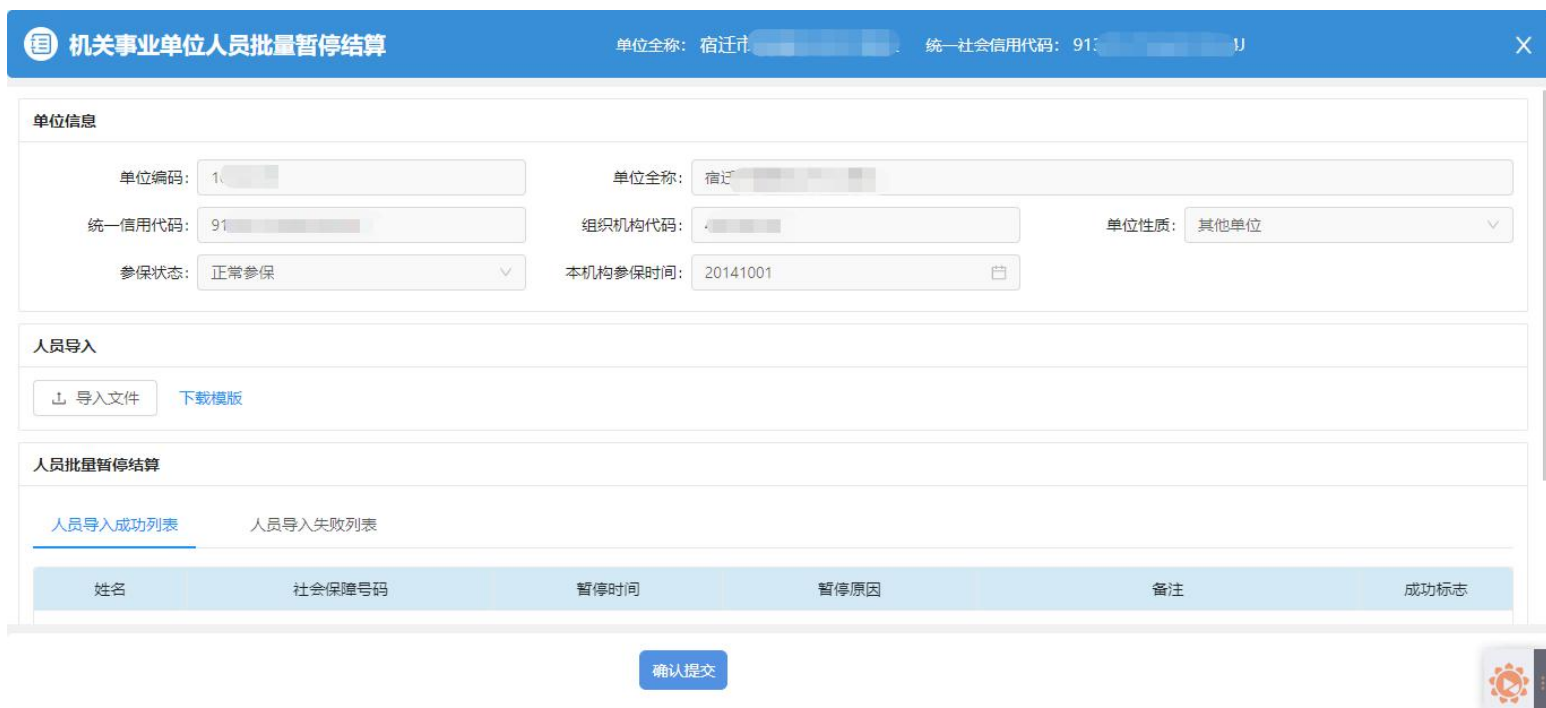 机关事业单位人员批量暂停结算 单位全称: 宿迁市 统一社会信用代码: 91
单位信息
单位编码: 单位全称: 宿迁
统一信用代码: 91 组织机构代码: 单位性质: 其他单位
参保状态: 正常参保 本机构参保时间: 20141001
人员导入
导入文件 下载模版
人员批量暂停结算
人员导入成功列表 人员导入失败列表
姓名 社会保障号码 暂停时间 暂停原因 备注 成功标志
确认提交